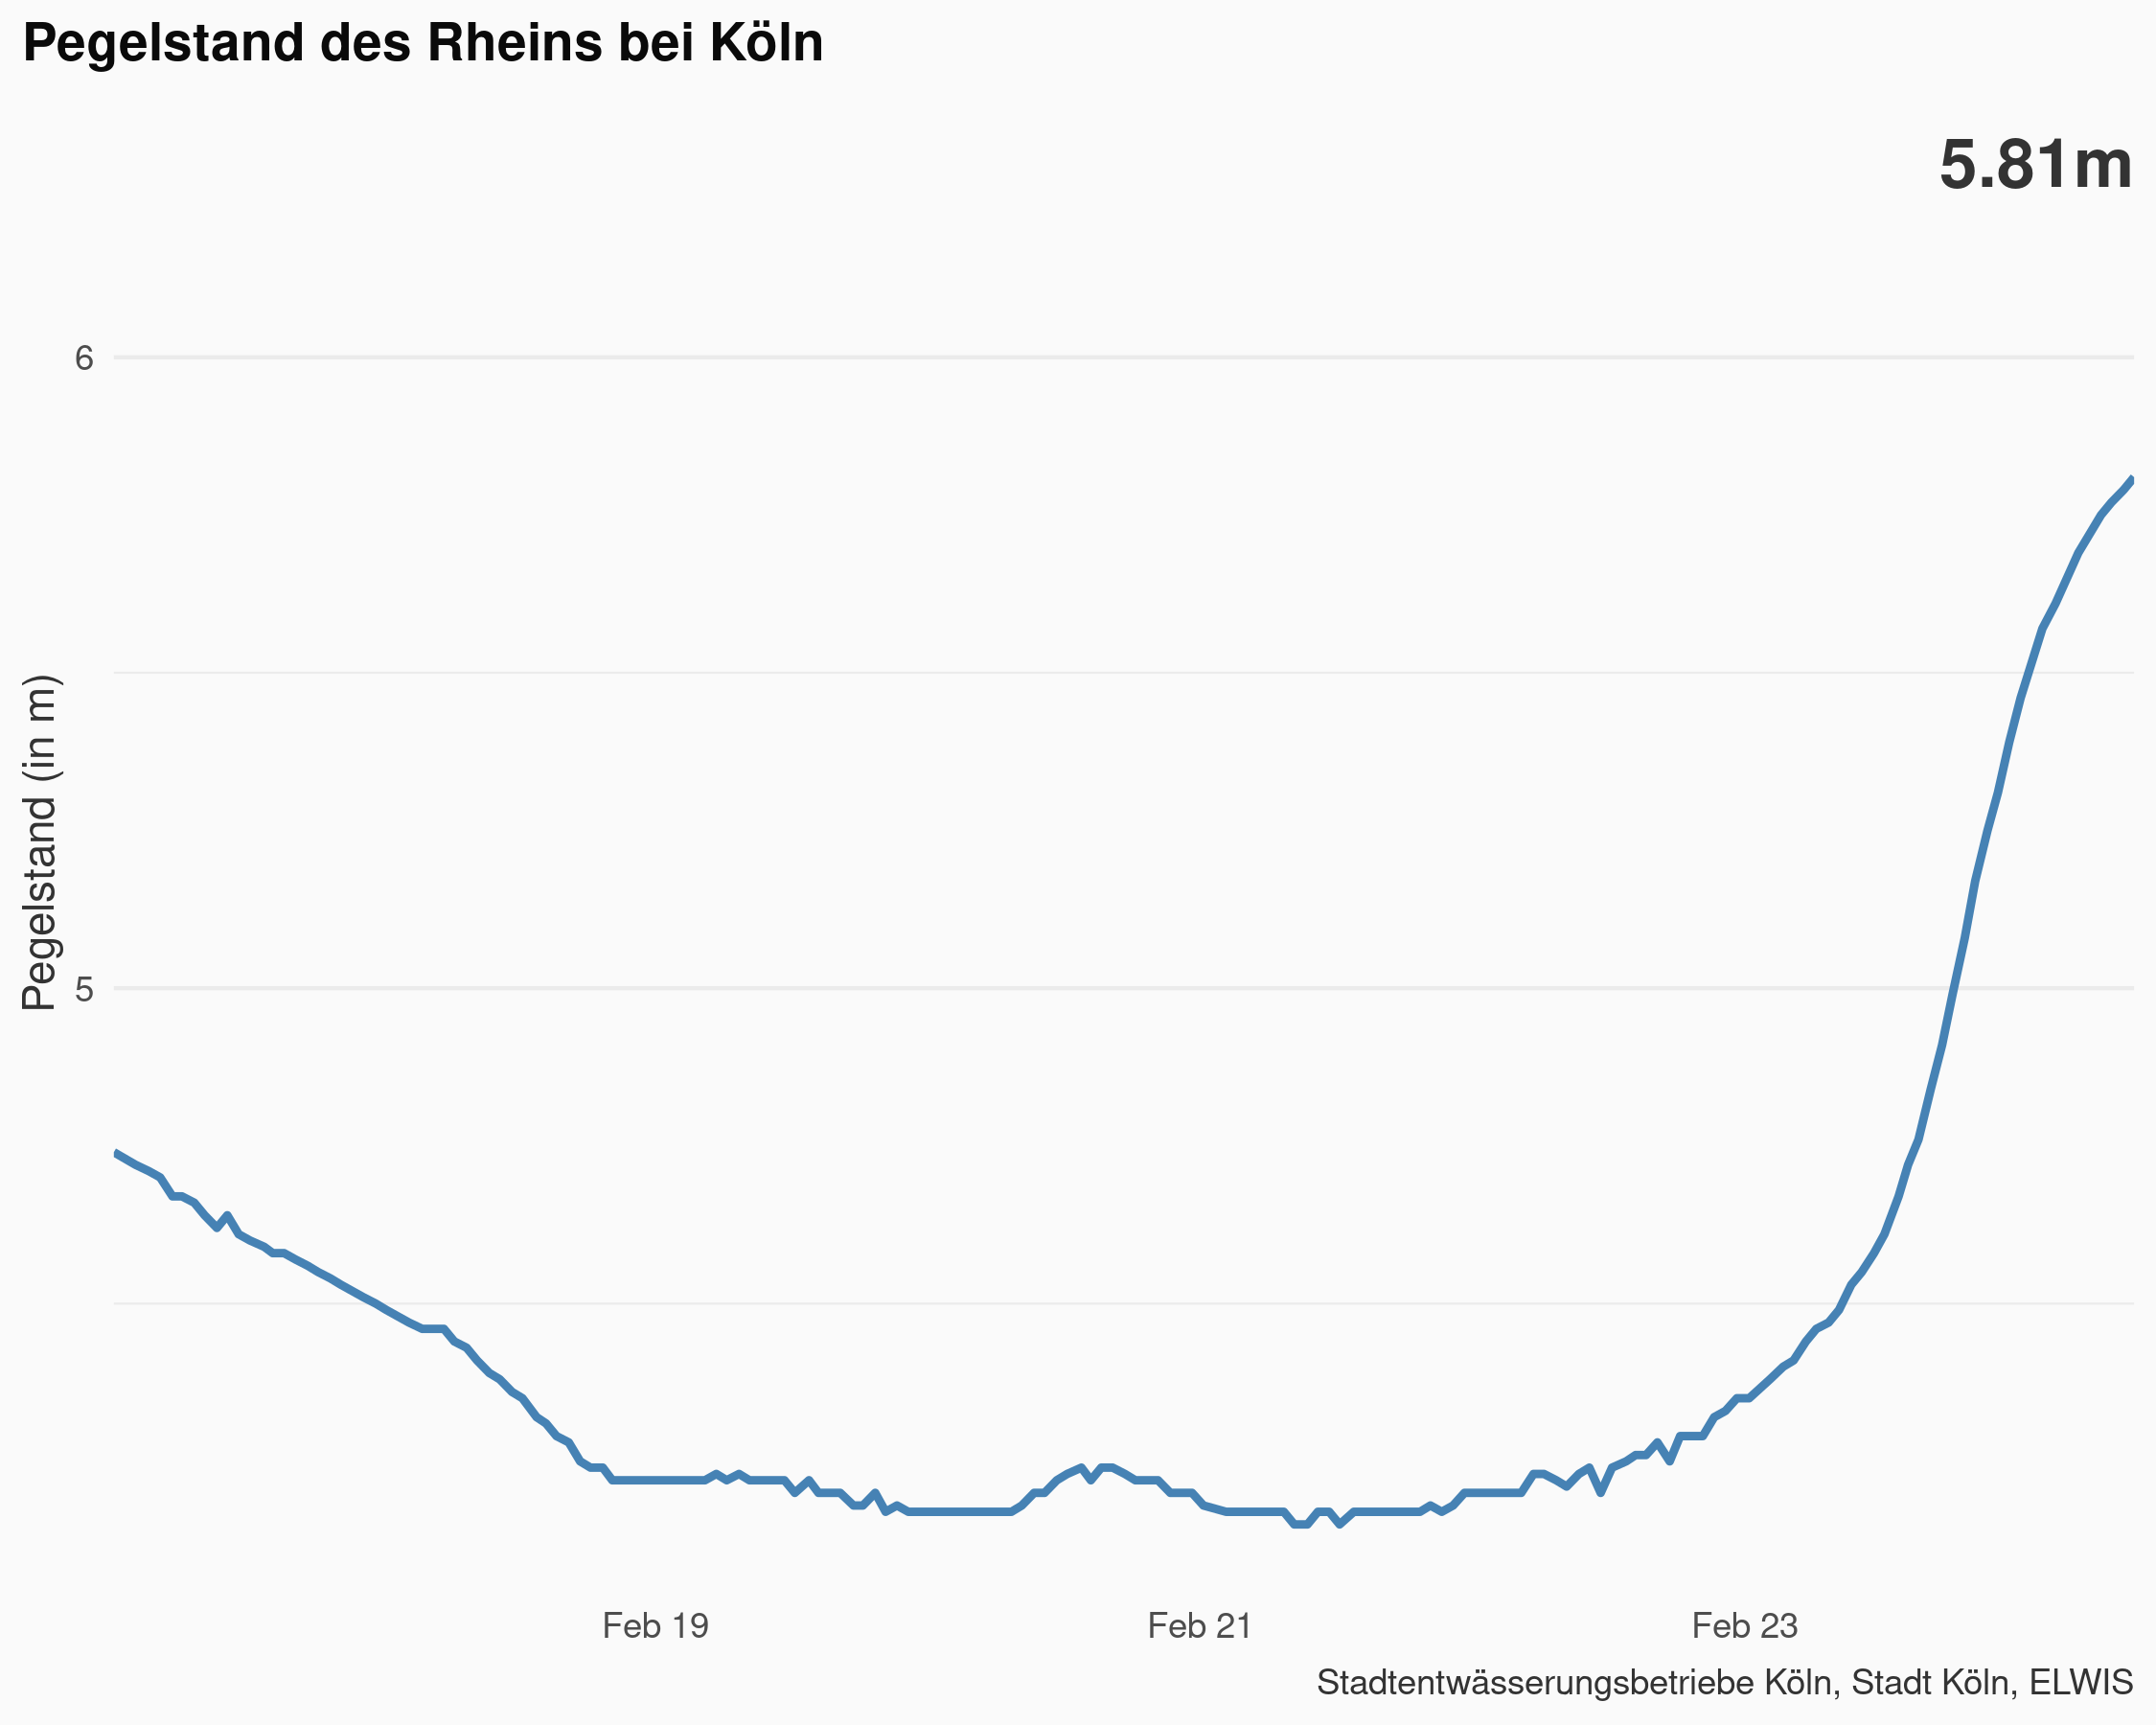 Pegelstand des Rheins bei Köln
5.81m
Pegelstand (in m)
6
5
Feb 19
Feb 21
Feb 23
Stadtentwässerungsbetriebe Köln, Stadt Köln, ELWIS